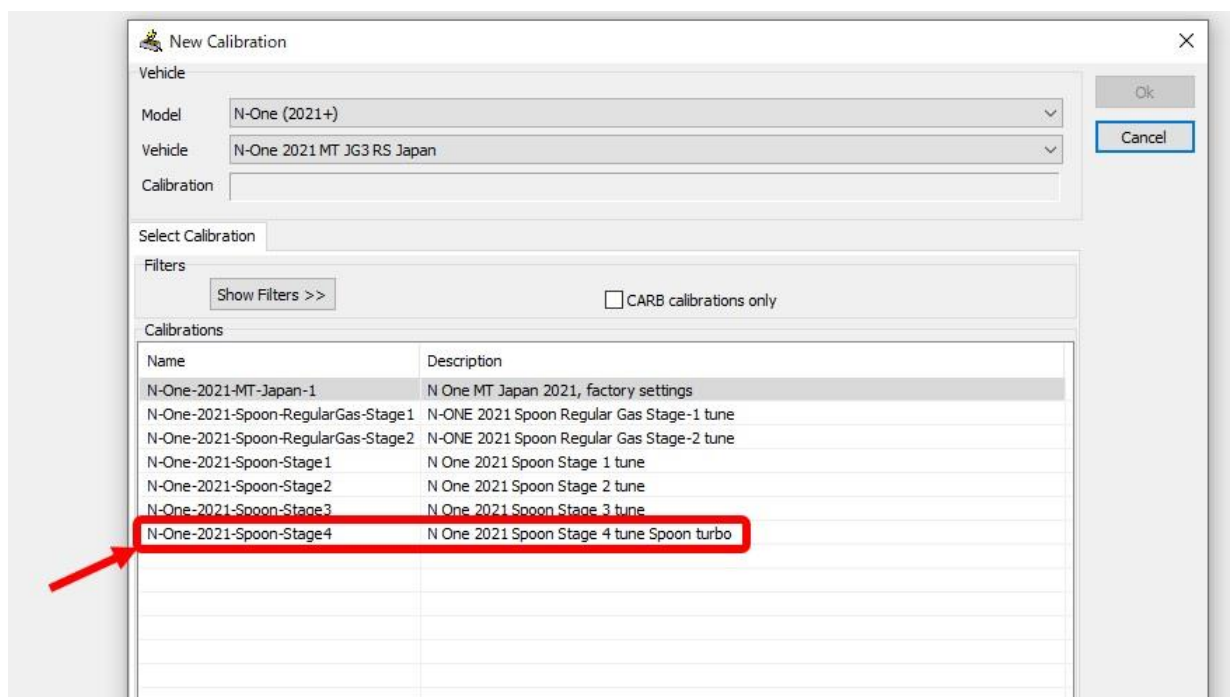 New Calibration
Vehicle
Ok
Model N-One (2021+)
Cancel
Vehicle N-One 2021 MT JG3 RS Japan
Calibration
Select Calibration
Filters
Show Filters >> CARB calibrations only
Calibrations
Name Description
N-One-2021-MT-Japan-1 N One MT Japan 2021, factory settings
N-One-2021-Spoon-RegularGas-Stage1 N-ONE 2021 Spoon Regular Gas Stage-1 tune
N-One-2021-Spoon-RegularGas-Stage2 N-ONE 2021 Spoon Regular Gas Stage-2 tune
N-One-2021-Spoon-Stage1 N One 2021 Spoon Stage 1 tune
N-One-2021-Spoon-Stage2 N One 2021 Spoon Stage 2 tune
N-One-2021-Spoon-Stage3 N One 2021 Spoon Stage 3 tune
N-One-2021-Spoon-Stage4 N One 2021 Spoon Stage 4 tune Spoon turbo